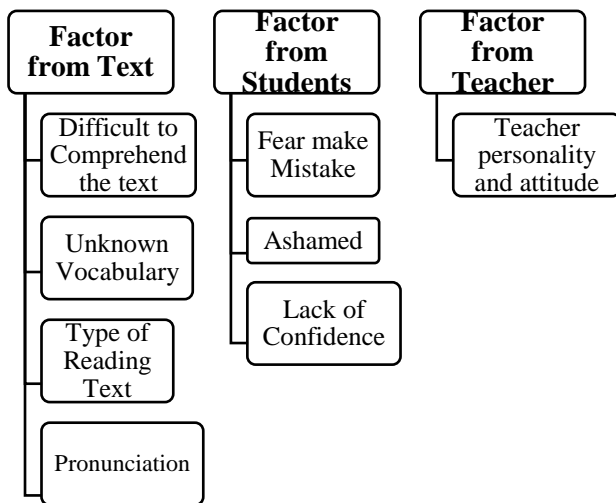 Factor
from Text
Difficult to
Comprehend
the text
Unknown
Vocabulary
Type of
Reading
Text
Pronunciation
Factor
from
Students
Fear make
Mistake
Ashamed
Lack of
Confidence
Factor
from
Teacher
Teacher
personality
and attitude